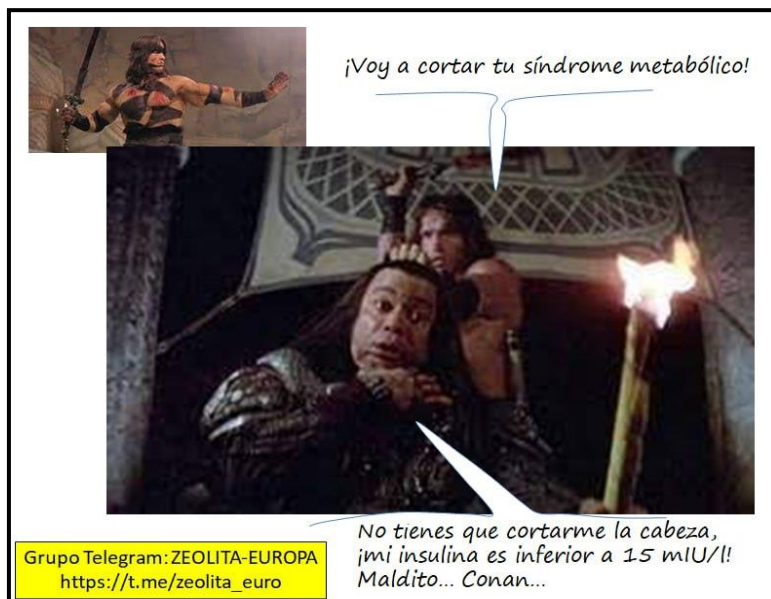 ¡Voy a cortar tu síndrome metabólico!
No tienes que cortarme la cabeza,
¡mi insulina es inferior a 15 mIU/l!
Maldito... Conan...
Grupo Telegram: ZEOLITA-EUROPA
https://t.me/zeolita_euro